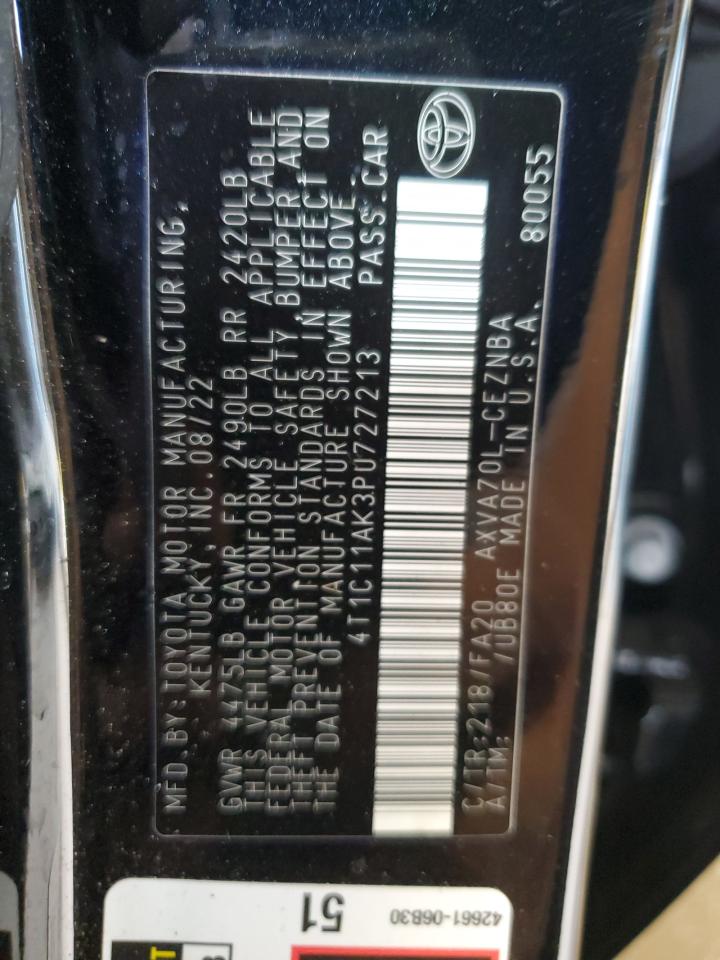 MFD BY:TOYOTA MOTOR MANUFACTURING,
KENTUCKY, INC. 08/22
GVWR 4475LB GAWR FR 2490LB RR 2420LB
THIS VEHICLE CONFORMS TO ALL APPLICABLE
FEDERAL MOTOR VEHICLE SAFETY, BUMPER AND
THEFT PREVENTION STANDARDS IN EFFECT ON
THE DATE OF MANUFACTURE SHOWN ABOVE.
4T1C11AK3PU727213 PASS.CAR
C/TR:218/FA20 AXVA70L-CEZNBA
A/TM: /UB80E MADE IN U.S.A. 80055
51
42661-06B30